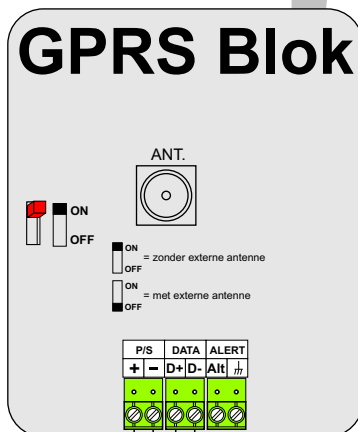 GPRS Blok
ANT.
ON
OFF
ON
OFF = zonder externe antenne
ON
OFF = met externe antenne
P/S DATA ALERT
+ − D+ D- Alt